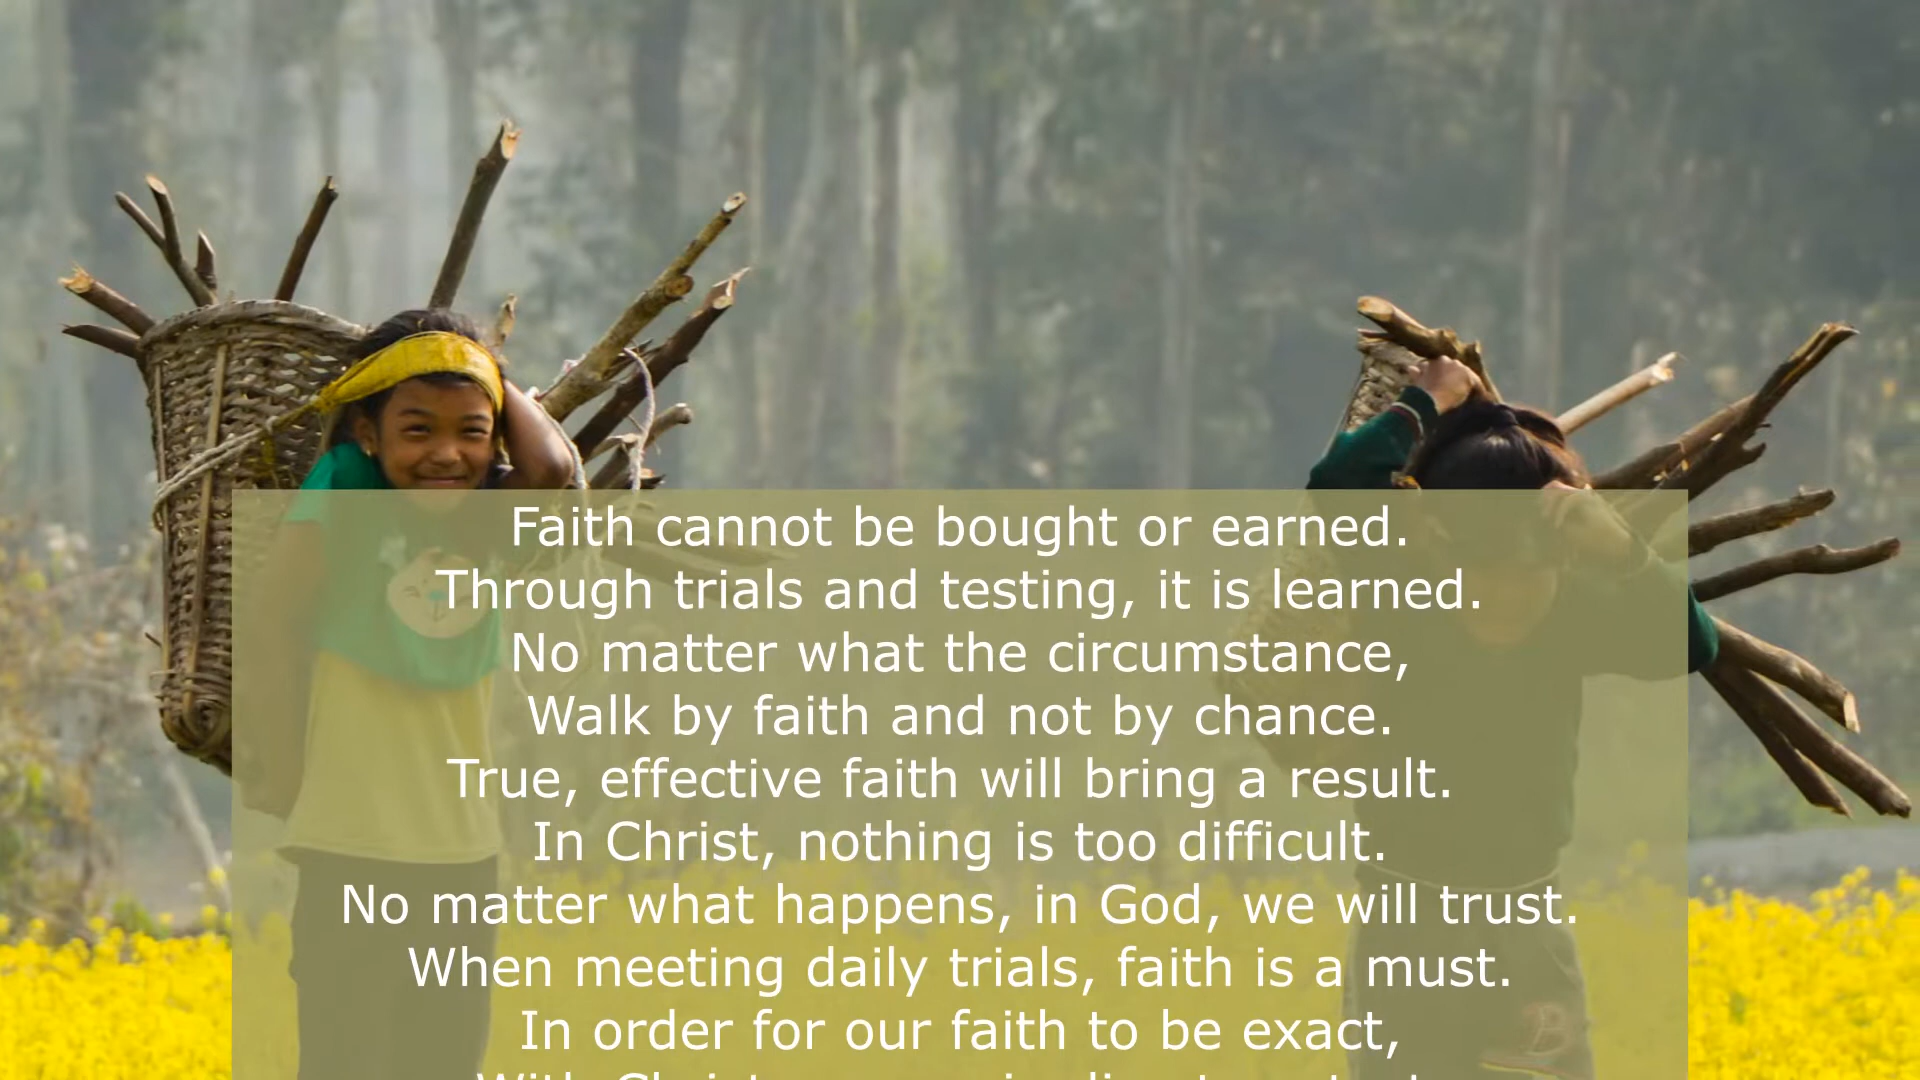 Faith cannot be bought or earned.
Through trials and testing, it is learned.
No matter what the circumstance,
Walk by faith and not by chance.
True, effective faith will bring a result.
In Christ, nothing is too difficult.
No matter what happens, in God, we will trust.
When meeting daily trials, faith is a must.
In order for our faith to be exact,
With Christ